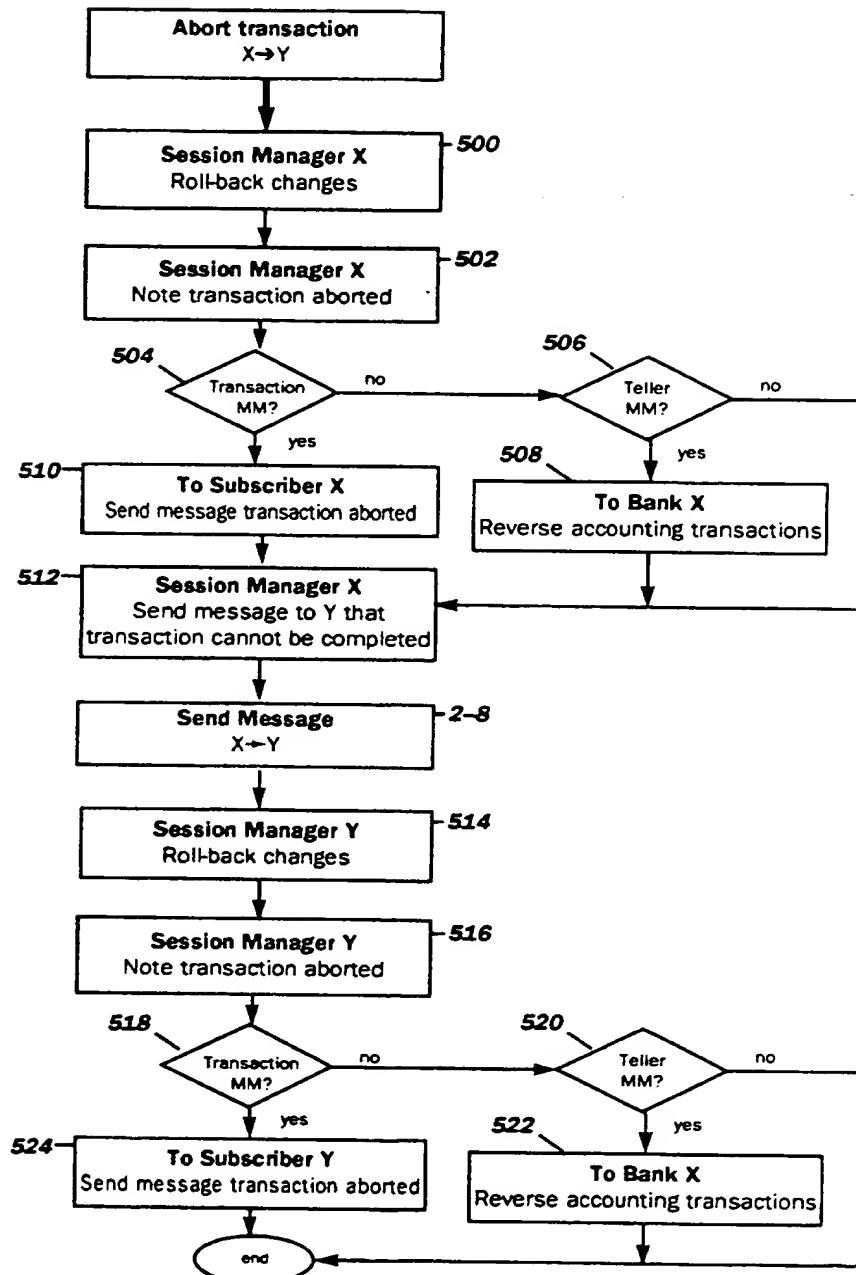 Abort transaction
X→Y
500
Session Manager X
Roll-back changes
502
Session Manager X
Note transaction aborted
504
Transaction
MM?
no
yes
506
Teller
MM?
no
yes
510
To Subscriber X
Send message transaction aborted
508
To Bank X
Reverse accounting transactions
512
Session Manager X
Send message to Y that
transaction cannot be completed
2-8
Send Message
X→Y
514
Session Manager Y
Roll-back changes
516
Session Manager Y
Note transaction aborted
518
Transaction
MM?
no
yes
520
Teller
MM?
no
yes
524
To Subscriber Y
Send message transaction aborted
522
To Bank X
Reverse accounting transactions
end